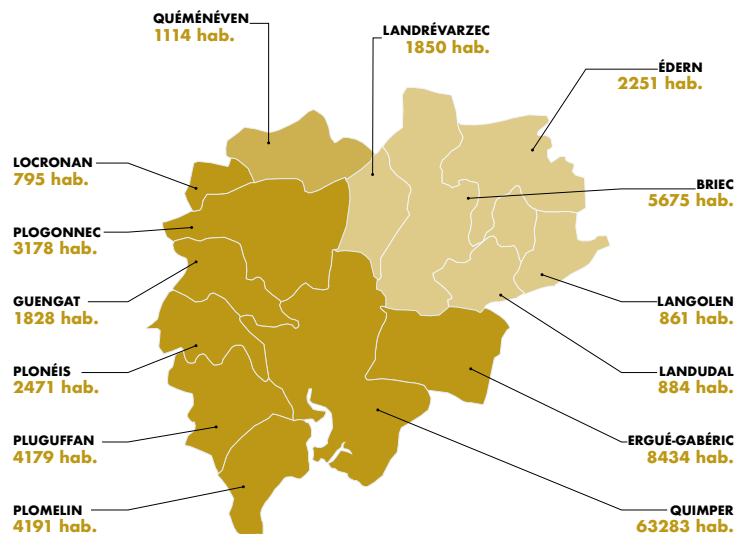 QUÉMÉNÉVEN
1114 hab.
LANDRÉVARZEC
1850 hab.
ÉDERN
2251 hab.
LOCRONAN
795 hab.
BRIEC
5675 hab.
PLOGONNEC
3178 hab.
GUENGAT
1828 hab.
LANGOLEN
861 hab.
PLONÉIS
2471 hab.
LANDUDAL
884 hab.
PLUGUFFAN
4179 hab.
ERGUÉ-GABÉRIC
8434 hab.
PLOMELIN
4191 hab.
QUIMPER
63283 hab.